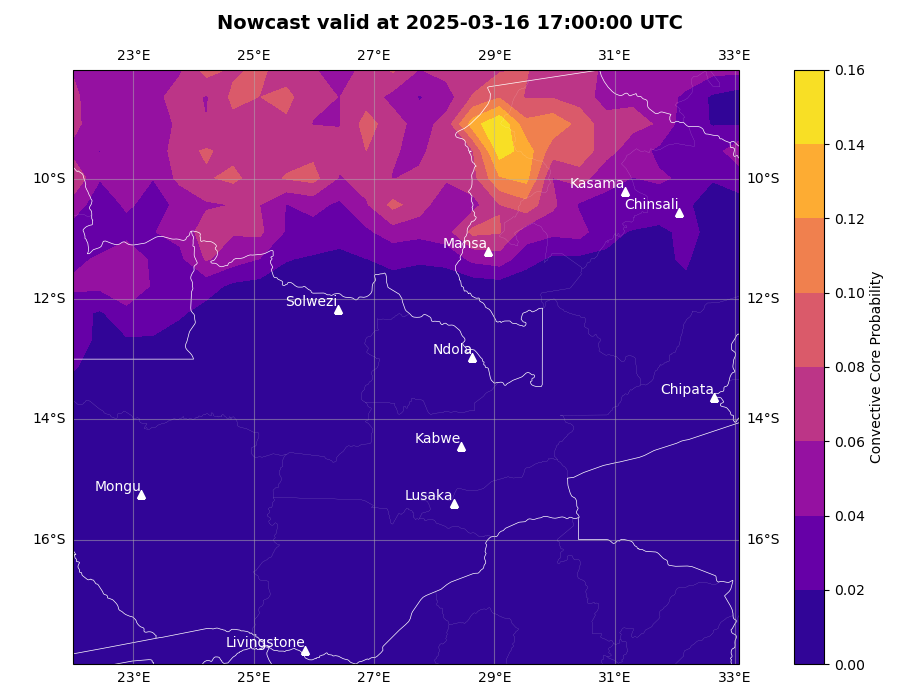 Nowcast valid at 2025-03-16 17:00:00 UTC
23°E 25°E 27°E 29°E 31°E 33°E
0.16
0.14
0.12
0.10
0.08
0.06
0.04
0.02
0.00
Convective Core Probability
10°S 10°S
12°S 12°S
14°S 14°S
16°S 16°S
Kasama
Chinsali
Mansa
Solwezi
Ndola
Chipata
Kabwe
Mongu
Lusaka
Livingstone
23°E 25°E 27°E 29°E 31°E 33°E